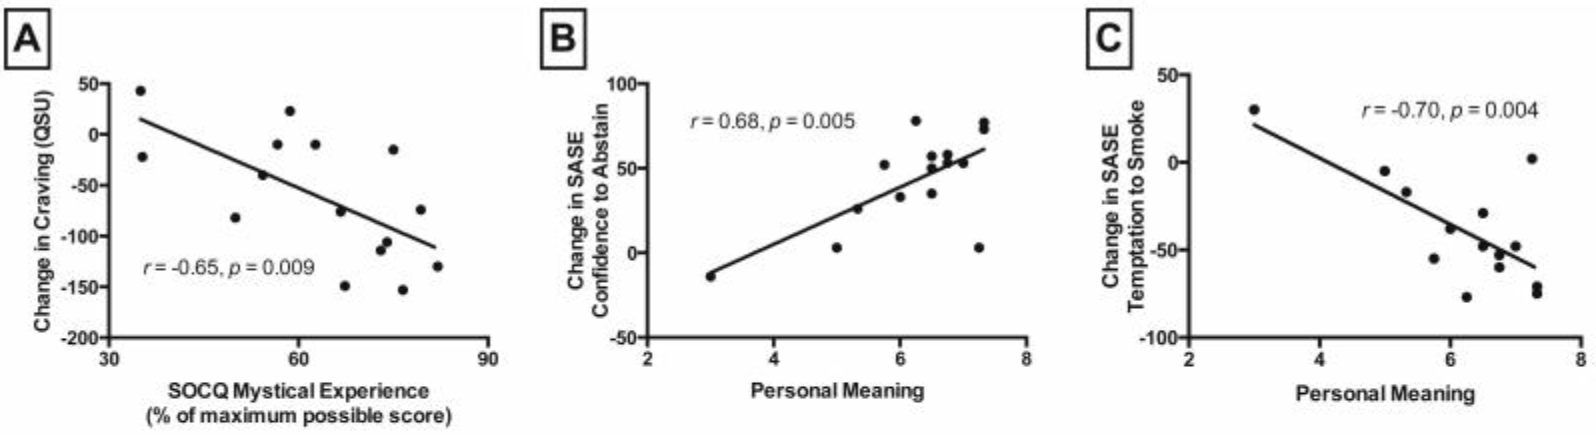 A
Change in Craving (QSU)
50
0
-50
-100
-150
-200
r = -0.65, p = 0.009
30
60
90
SOCQ Mystical Experience
(% of maximum possible score)
B
Change in SASE
Confidence to Abstain
100
50
0
-50
r = 0.68, p = 0.005
2
4
6
8
Personal Meaning
C
Change in SASE
Temptation to Smoke
50
0
-50
-100
r = -0.70, p = 0.004
2
4
6
8
Personal Meaning